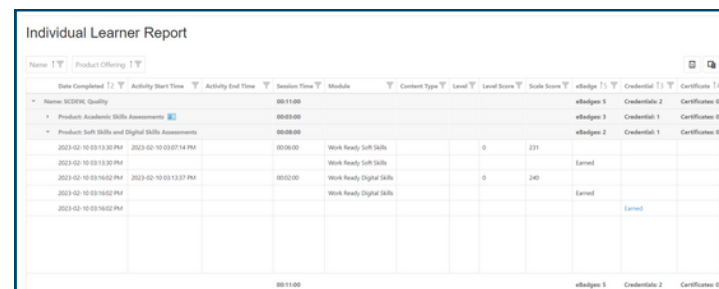 Individual Learner Report
Name Product Offering
Date Completed 2 Activity Start Time Activity End Time Session Time Module Content Type Level Level Score Scale Score eBadge 5 Credential 3 Certificate 4
Name: SCDEW, Quality 00:11:00 eBadges: 5 Credentials: 2 Certificates: 0
Product: Academic Skills Assessments 00:03:00 eBadges: 3 Credentials: 1 Certificates: 0
Product: Soft Skills and Digital Skills Assessments 00:08:00 eBadges: 2 Credentials: 1 Certificates: 0
2023-02-10 03:13:30 PM 2023-02-10 03:07:14 PM 00:06:00 Work Ready Soft Skills 0 231
2023-02-10 03:13:30 PM Work Ready Soft Skills Earned
2023-02-10 03:16:02 PM 2023-02-10 03:13:37 PM 00:02:00 Work Ready Digital Skills 0 240
2023-02-10 03:16:02 PM Work Ready Digital Skills Earned
2023-02-10 03:16:02 PM Earned
00:11:00 eBadges: 5 Credentials: 2 Certificates: 0